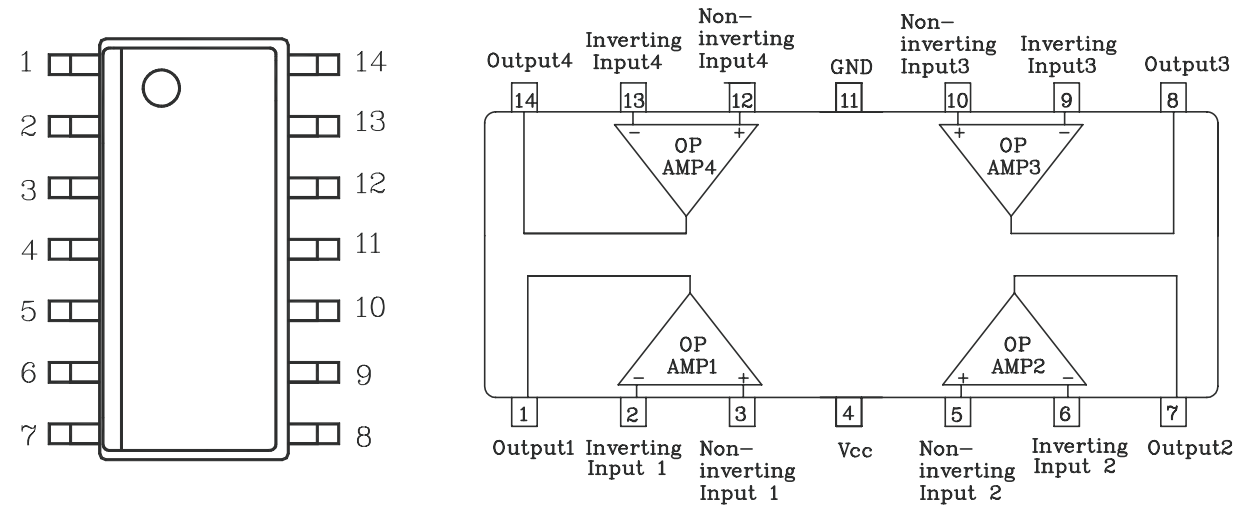 1
2
3
4
5
6
7
14
13
12
11
10
9
8
Output4
Inverting
Input4
Non-
inverting
Input4
GND
Non-
inverting
Input3
Inverting
Input3
Output3
14
13
12
11
10
9
8
- +
OP
AMP4
+ -
OP
AMP3
OP
AMP1
- +
OP
AMP2
+ -
1
2
3
4
5
6
7
Output1
Inverting
Input 1
Non-
inverting
Input 1
Vcc
Non-
inverting
Input 2
Inverting
Input 2
Output2